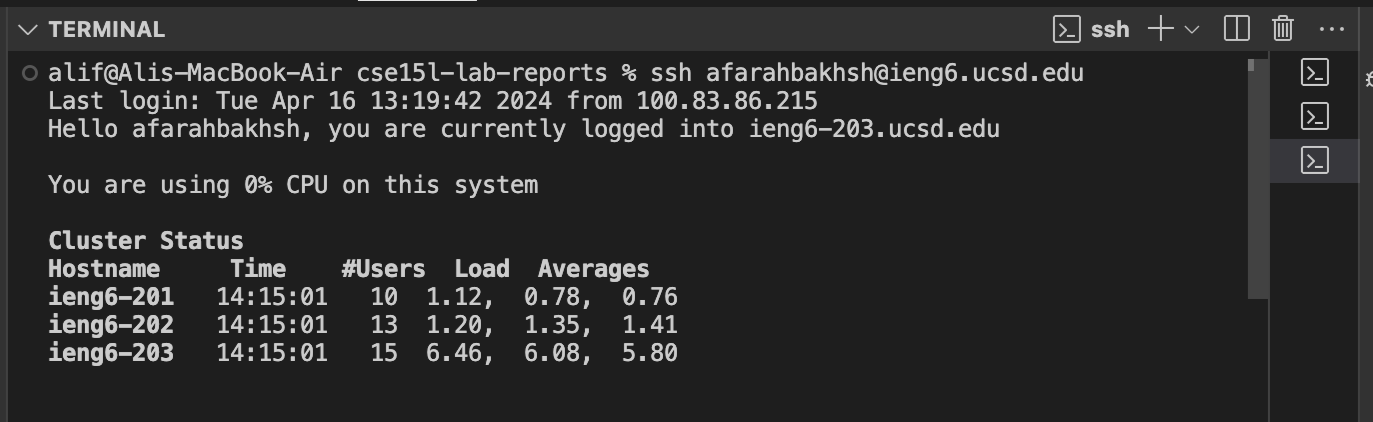 TERMINAL
ssh
alif@Alis-MacBook-Air cse15l-lab-reports % ssh afarahbakhsh@ieng6.ucsd.edu
Last login: Tue Apr 16 13:19:42 2024 from 100.83.86.215
Hello afarahbakhsh, you are currently logged into ieng6-203.ucsd.edu
You are using 0% CPU on this system
Cluster Status
Hostname Time #Users Load Averages
ieng6-201 14:15:01 10 1.12, 0.78, 0.76
ieng6-202 14:15:01 13 1.20, 1.35, 1.41
ieng6-203 14:15:01 15 6.46, 6.08, 5.80